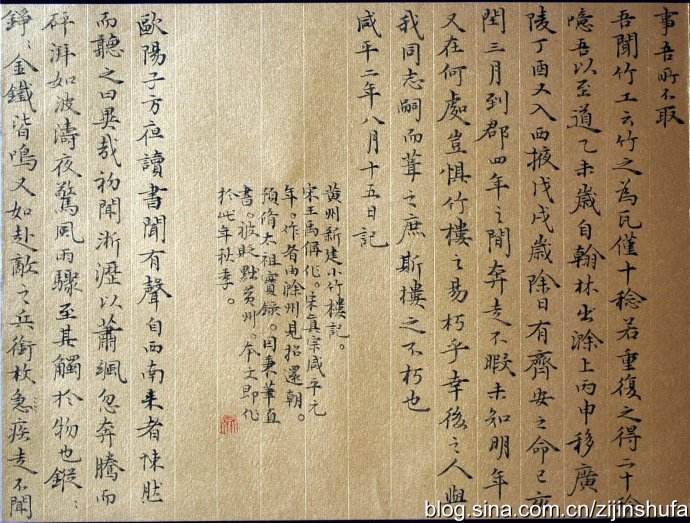 事吾所不取
吾聞竹工云竹之為瓦僅十稔若重復之得二十稔
噫吾以至道乙未歲自翰林出滁上丙申移廣
陵丁酉又入西掖戊戌歲除日有齊安之命己亥
閏三月到郡四年之間奔走不暇未知明年
又在何處豈惧竹樓之易朽乎幸後之人與
我同志嗣而葺之庶斯樓之不朽也
咸平二年八月十五日記
黃州新建小竹樓記。
宋王禹偁作。宋真宗咸平元
年。作者由滁州見招還朝。
預脩太祖實錄。因秉筆直
書。被貶黜黃州。本文即作
於此年秋季。
歐陽子方夜讀書聞有聲自西南來者悚然
而聽之曰異哉初聞淅瀝以蕭颯忽奔騰而
砰湃如波濤夜驚風雨驟至其觸於物也鏦:
錚:金鐵皆鳴又如赴敵之兵銜枚急疾走不聞
blog.sina.com.cn/zijinshufa